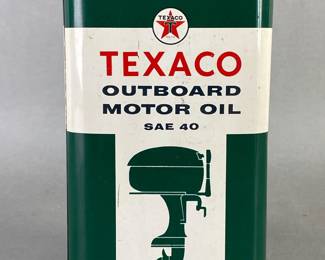 TEXACO
T
TEXACO
OUTBOARD
MOTOR OIL
SAE 40